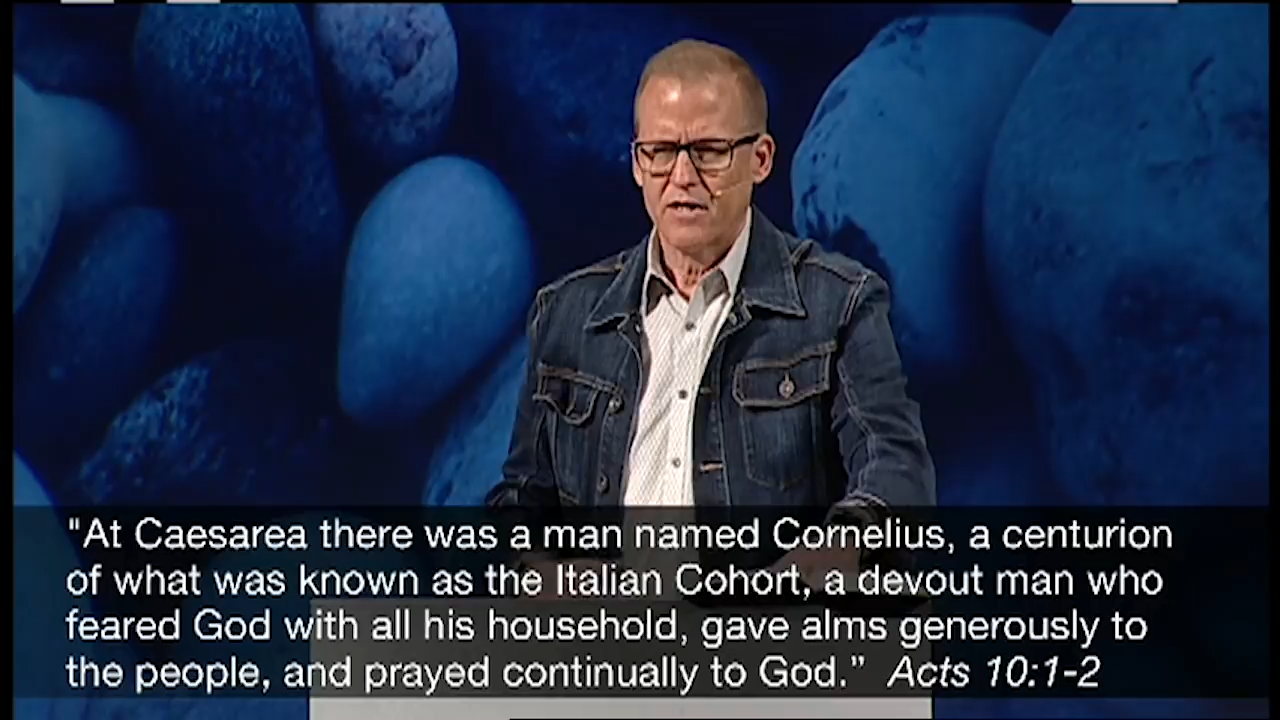 "At Caesarea there was a man named Cornelius, a centurion
of what was known as the Italian Cohort, a devout man who
feared God with all his household, gave alms generously to
the people, and prayed continually to God.” Acts 10:1-2